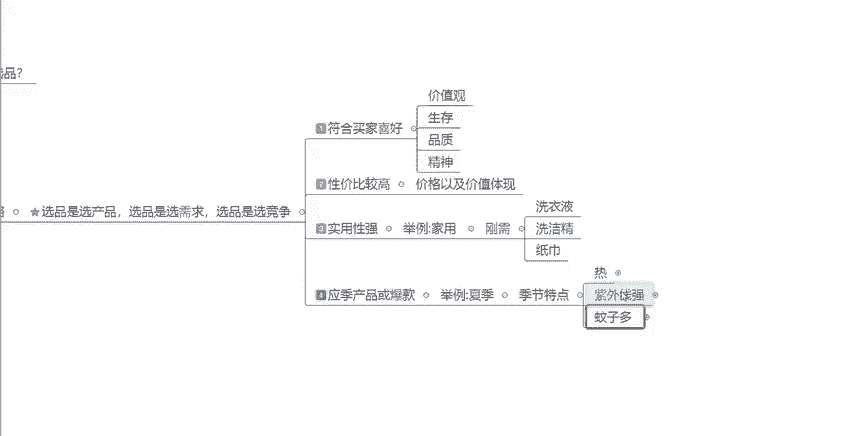 品?
价值观
1 符合买家喜好
生存
品质
精神
2 性价比较高 价格以及价值体现
★ 选品是选产品，选品是选需求，选品是选竞争
洗衣液
3 实用性强 举例:家用 刚需 洗洁精
纸巾
热
4 应季产品或爆款 举例:夏季 季节特点 紫外线强
蚊子多